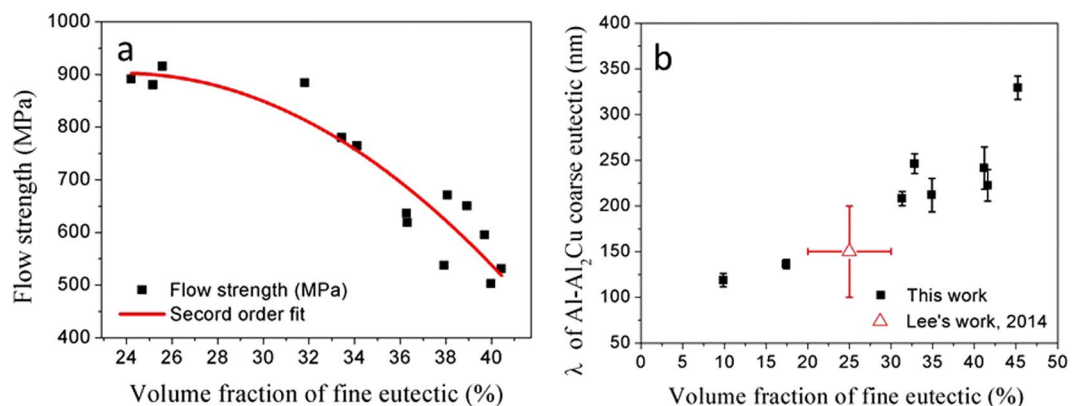 a
1000
900
800
700
600
500
400
Flow strength (MPa)
Flow strength (MPa)
Secord order fit
24 26 28 30 32 34 36 38 40
Volume fraction of fine eutectic (%)
b
400
350
300
250
200
150
100
50
λ of Al-Al₂Cu coarse eutectic (nm)
This work
Lee's work, 2014
0 5 10 15 20 25 30 35 40 45 50
Volume fraction of fine eutectic (%)